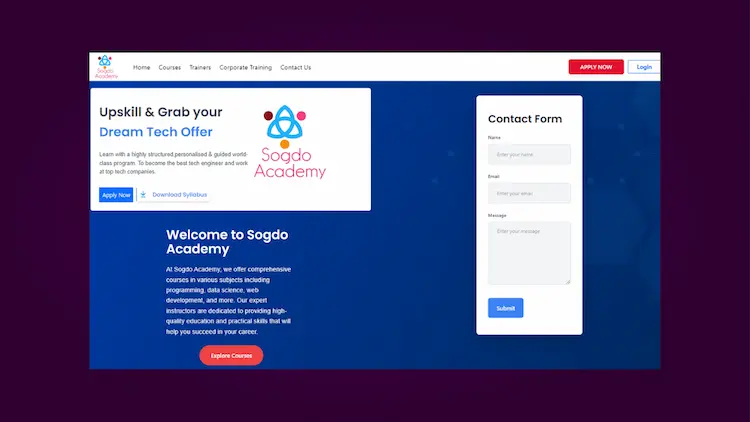 Sogdo
Academy
Home Courses Trainers Corporate Training Contact Us
APPLY NOW Login
Upskill & Grab your
Dream Tech Offer
Learn with a highly structured personalised & guided world-
class program. To become the best tech engineer and work
at top tech companies.
Apply Now Download Syllabus
Sogdo
Academy
Welcome to Sogdo
Academy
At Sogdo Academy, we offer comprehensive
courses in various subjects including
programming, data science, web
development, and more. Our expert
instructors are dedicated to providing high-
quality education and practical skills that will
help you succeed in your career.
Explore Courses
Contact Form
Name
Enter your name
Email
Enter your email
Message
Enter your message
Submit